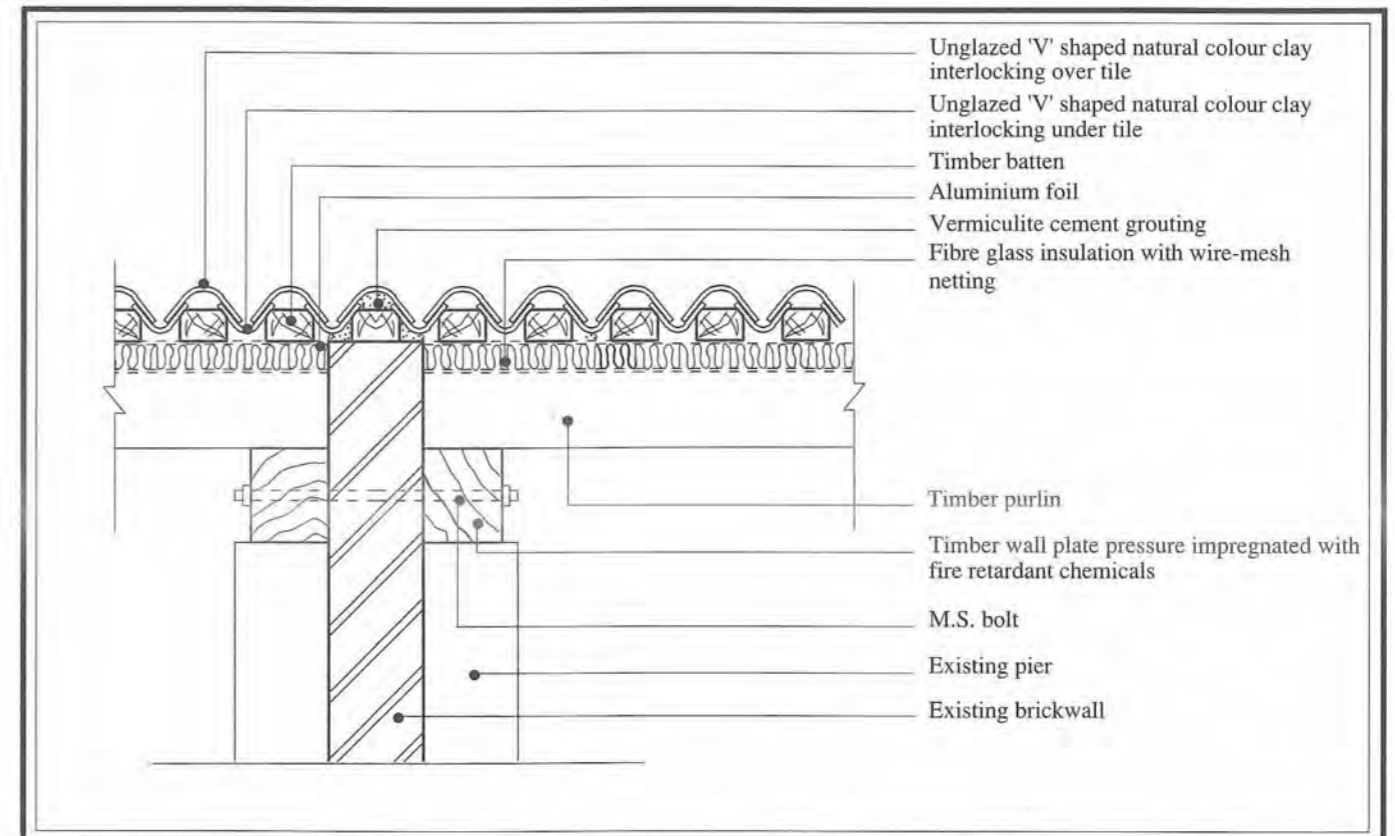 Unglazed 'V' shaped natural colour clay
interlocking over tile
Unglazed 'V' shaped natural colour clay
interlocking under tile
Timber batten
Aluminium foil
Vermiculite cement grouting
Fibre glass insulation with wire-mesh
netting
Timber purlin
Timber wall plate pressure impregnated with
fire retardant chemicals
M.S. bolt
Existing pier
Existing brickwall